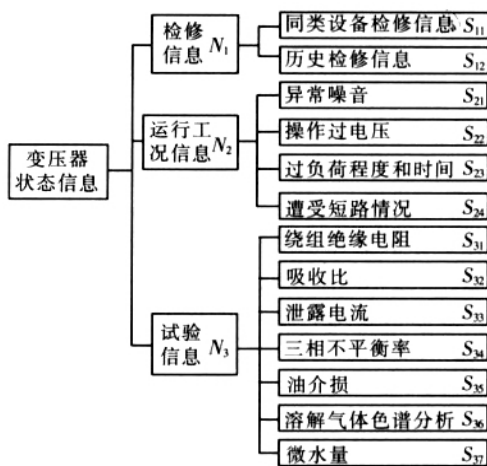 变压器
状态信息
检修
信息 N₁
同类设备检修信息 S₁₁
历史检修信息 S₁₂
运行工
况信息 N₂
异常噪音 S₂₁
操作过电压 S₂₂
过负荷程度和时间 S₂₃
遭受短路情况 S₂₄
试验
信息 N₃
绕组绝缘电阻 S₃₁
吸收比 S₃₂
泄露电流 S₃₃
三相不平衡率 S₃₄
油介损 S₃₅
溶解气体色谱分析 S₃₆
微水量 S₃₇